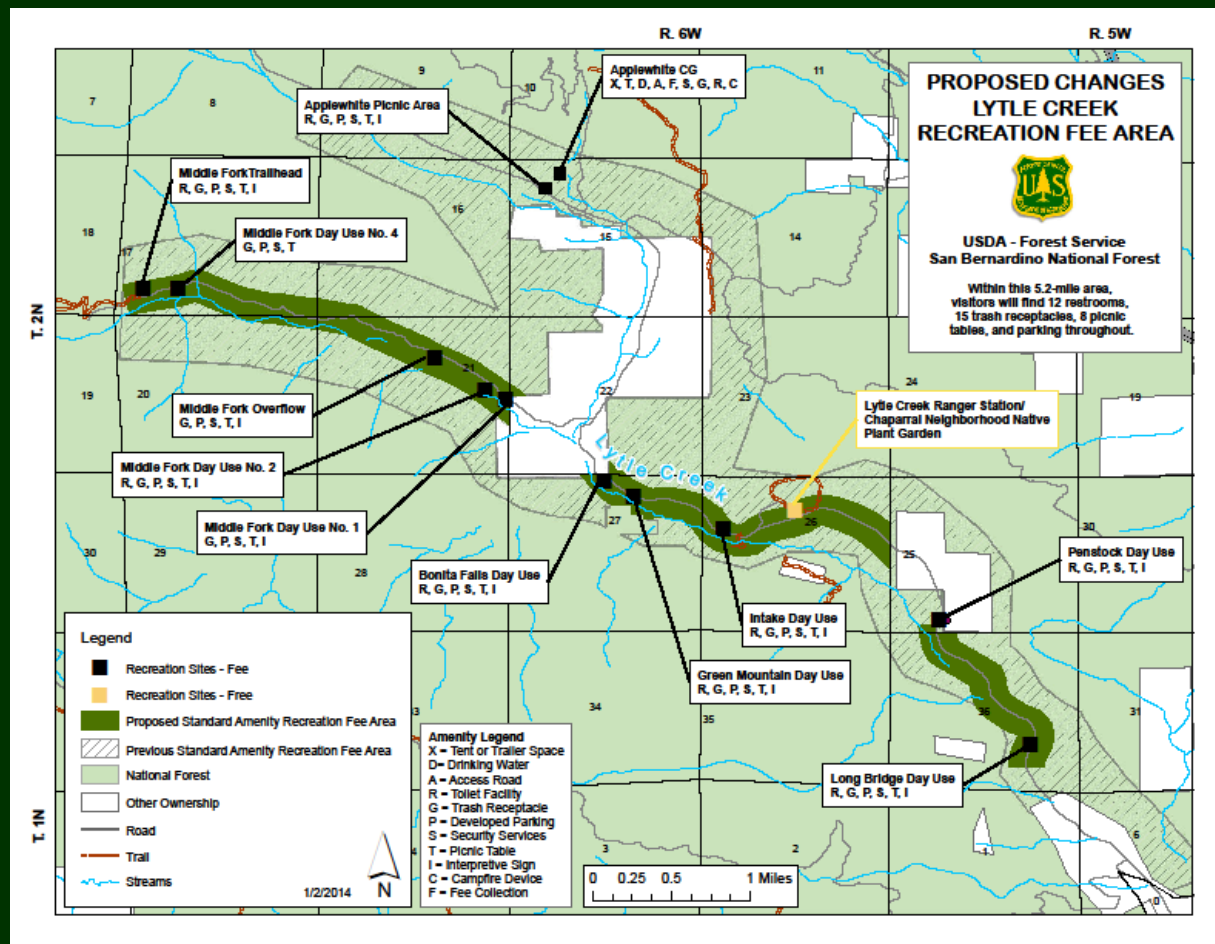 R. 6W
R. 5W
T. 2N
T. 1N
PROPOSED CHANGES
LYTLE CREEK
RECREATION FEE AREA
U S
USDA - Forest Service
San Bernardino National Forest
Within this 5.2-mile area,
visitors will find 12 restrooms,
15 trash receptacles, 8 picnic
tables, and parking throughout.
Applewhite CG
X, T, D, A, F, S, G, R, C
Applewhite Picnic Area
R, G, P, S, T, I
Middle ForkTrailhead
R, G, P, S, T, I
Middle Fork Day Use No. 4
G, P, S, T
Middle Fork Overflow
G, P, S, T, I
Middle Fork Day Use No. 2
R, G, P, S, T, I
Middle Fork Day Use No. 1
G, P, S, T, I
Lytle Creek Ranger Station/
Chaparral Neighborhood Native
Plant Garden
Lytle Creek
Bonita Falls Day Use
R, G, P, S, T, I
Intake Day Use
R, G, P, S, T, I
Green Mountain Day Use
R, G, P, S, T, I
Penstock Day Use
R, G, P, S, T, I
Long Bridge Day Use
R, G, P, S, T, I
7
8
9
10
11
18
17
16
15
14
19
20
21
22
23
24
19
30
29
28
27
26
25
30
33
34
35
36
31
4
3
2
1
6
Legend
Recreation Sites - Fee
Recreation Sites - Free
Proposed Standard Amenity Recreation Fee Area
Previous Standard Amenity Recreation Fee Area
National Forest
Other Ownership
Road
Trail
Streams
1/2/2014
N
Amenity Legend
X = Tent or Trailer Space
D= Drinking Water
A = Access Road
R = Toilet Facility
G = Trash Receptacle
P = Developed Parking
S = Security Services
T = Picnic Table
I = Interpretive Sign
C = Campfire Device
F = Fee Collection
0 0.25 0.5 1 Miles